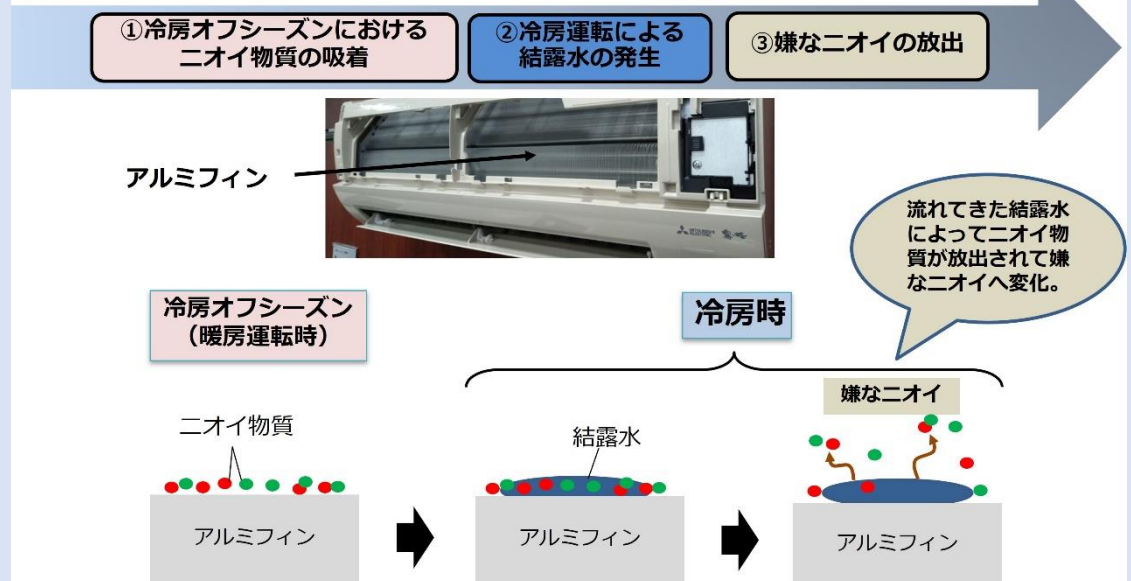 ①冷房オフシーズンにおける
ニオイ物質の吸着
②冷房運転による
結露水の発生
③嫌なニオイの放出
アルミフィン
MITSUBISHI
ELECTRIC
流れてきた結露水
によってニオイ物
質が放出されて嫌
なニオイへ変化。
冷房オフシーズン
（暖房運転時）
冷房時
嫌なニオイ
ニオイ物質
結露水
アルミフィン
アルミフィン
アルミフィン